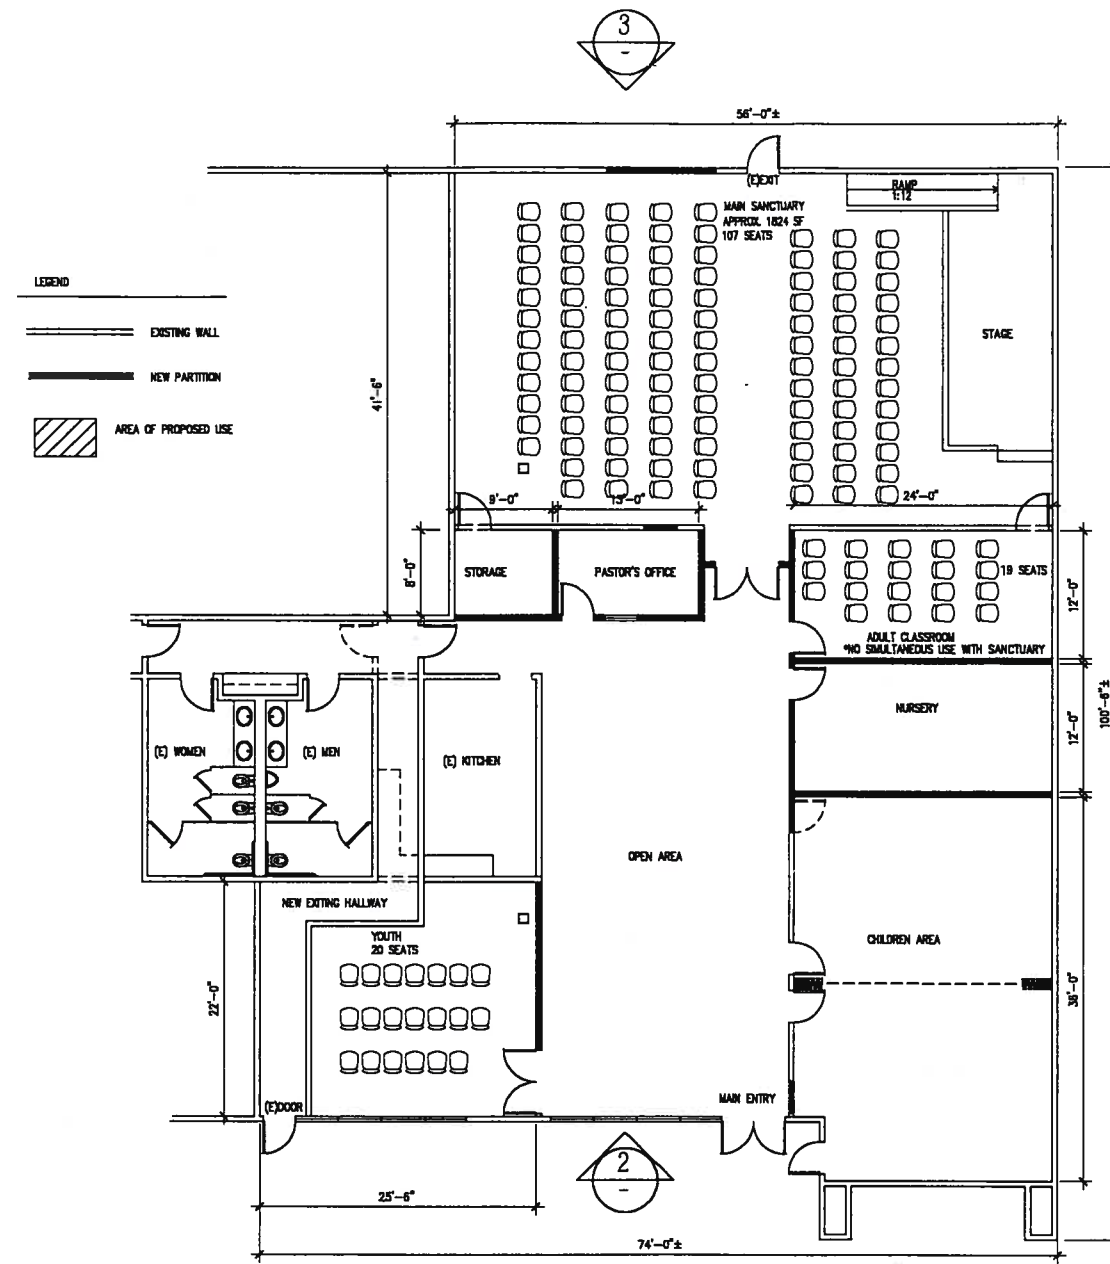 3
-
56'-0"±
(E)EXIT
RAMP
1:12
MAIN SANCTUARY
APPROX. 1824 SF
107 SEATS
LEGEND
EXISTING WALL
NEW PARTITION
AREA OF PROPOSED USE
41'-6"
STAGE
9'-0"
15'-0"
24'-0"
8'-0"
STORAGE
PASTOR'S OFFICE
19 SEATS
12'-0"
ADULT CLASSROOM
*NO SIMULTANEOUS USE WITH SANCTUARY
100'-6"±
NURSERY
12'-0"
(E) WOMEN
(E) MEN
(E) KITCHEN
OPEN AREA
NEW EXITING HALLWAY
YOUTH
20 SEATS
CHILDREN AREA
22'-0"
36'-0"
(E)DOOR
MAIN ENTRY
2
-
25'-6"
74'-0"±